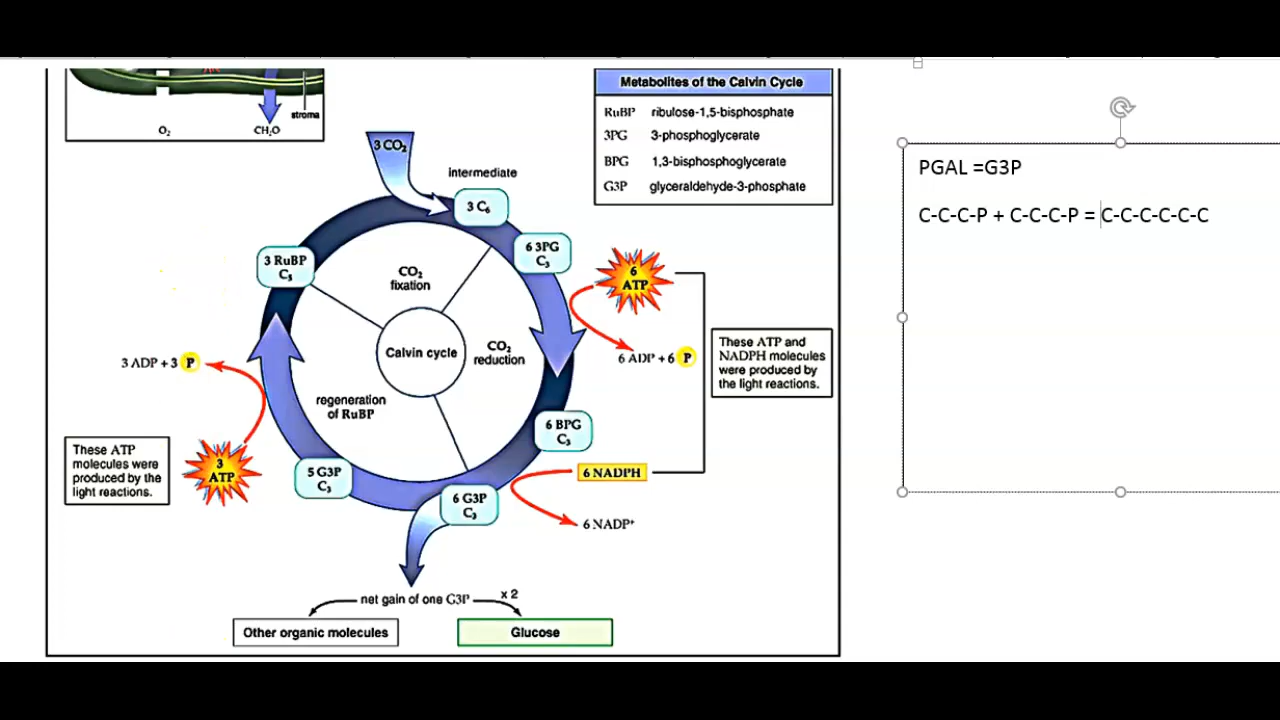 stroma
O₂
CH₂O
Metabolites of the Calvin Cycle
RuBP ribulose-1,5-bisphosphate
3PG 3-phosphoglycerate
BPG 1,3-bisphosphoglycerate
G3P glyceraldehyde-3-phosphate
3 CO₂
intermediate
3 C₆
6 3PG
C₃
3 RuBP
C₅
CO₂
fixation
6
ATP
Calvin cycle
CO₂
reduction
6 ADP + 6 P
These ATP and
NADPH molecules
were produced by
the light reactions.
3 ADP + 3 P
regeneration
of RuBP
6 BPG
C₃
These ATP
molecules were
produced by the
light reactions.
3
ATP
5 G3P
C₃
6 NADPH
6 G3P
C₃
6 NADP⁺
net gain of one G3P
x 2
Other organic molecules
Glucose
PGAL =G3P
C-C-C-P + C-C-C-P = C-C-C-C-C-C